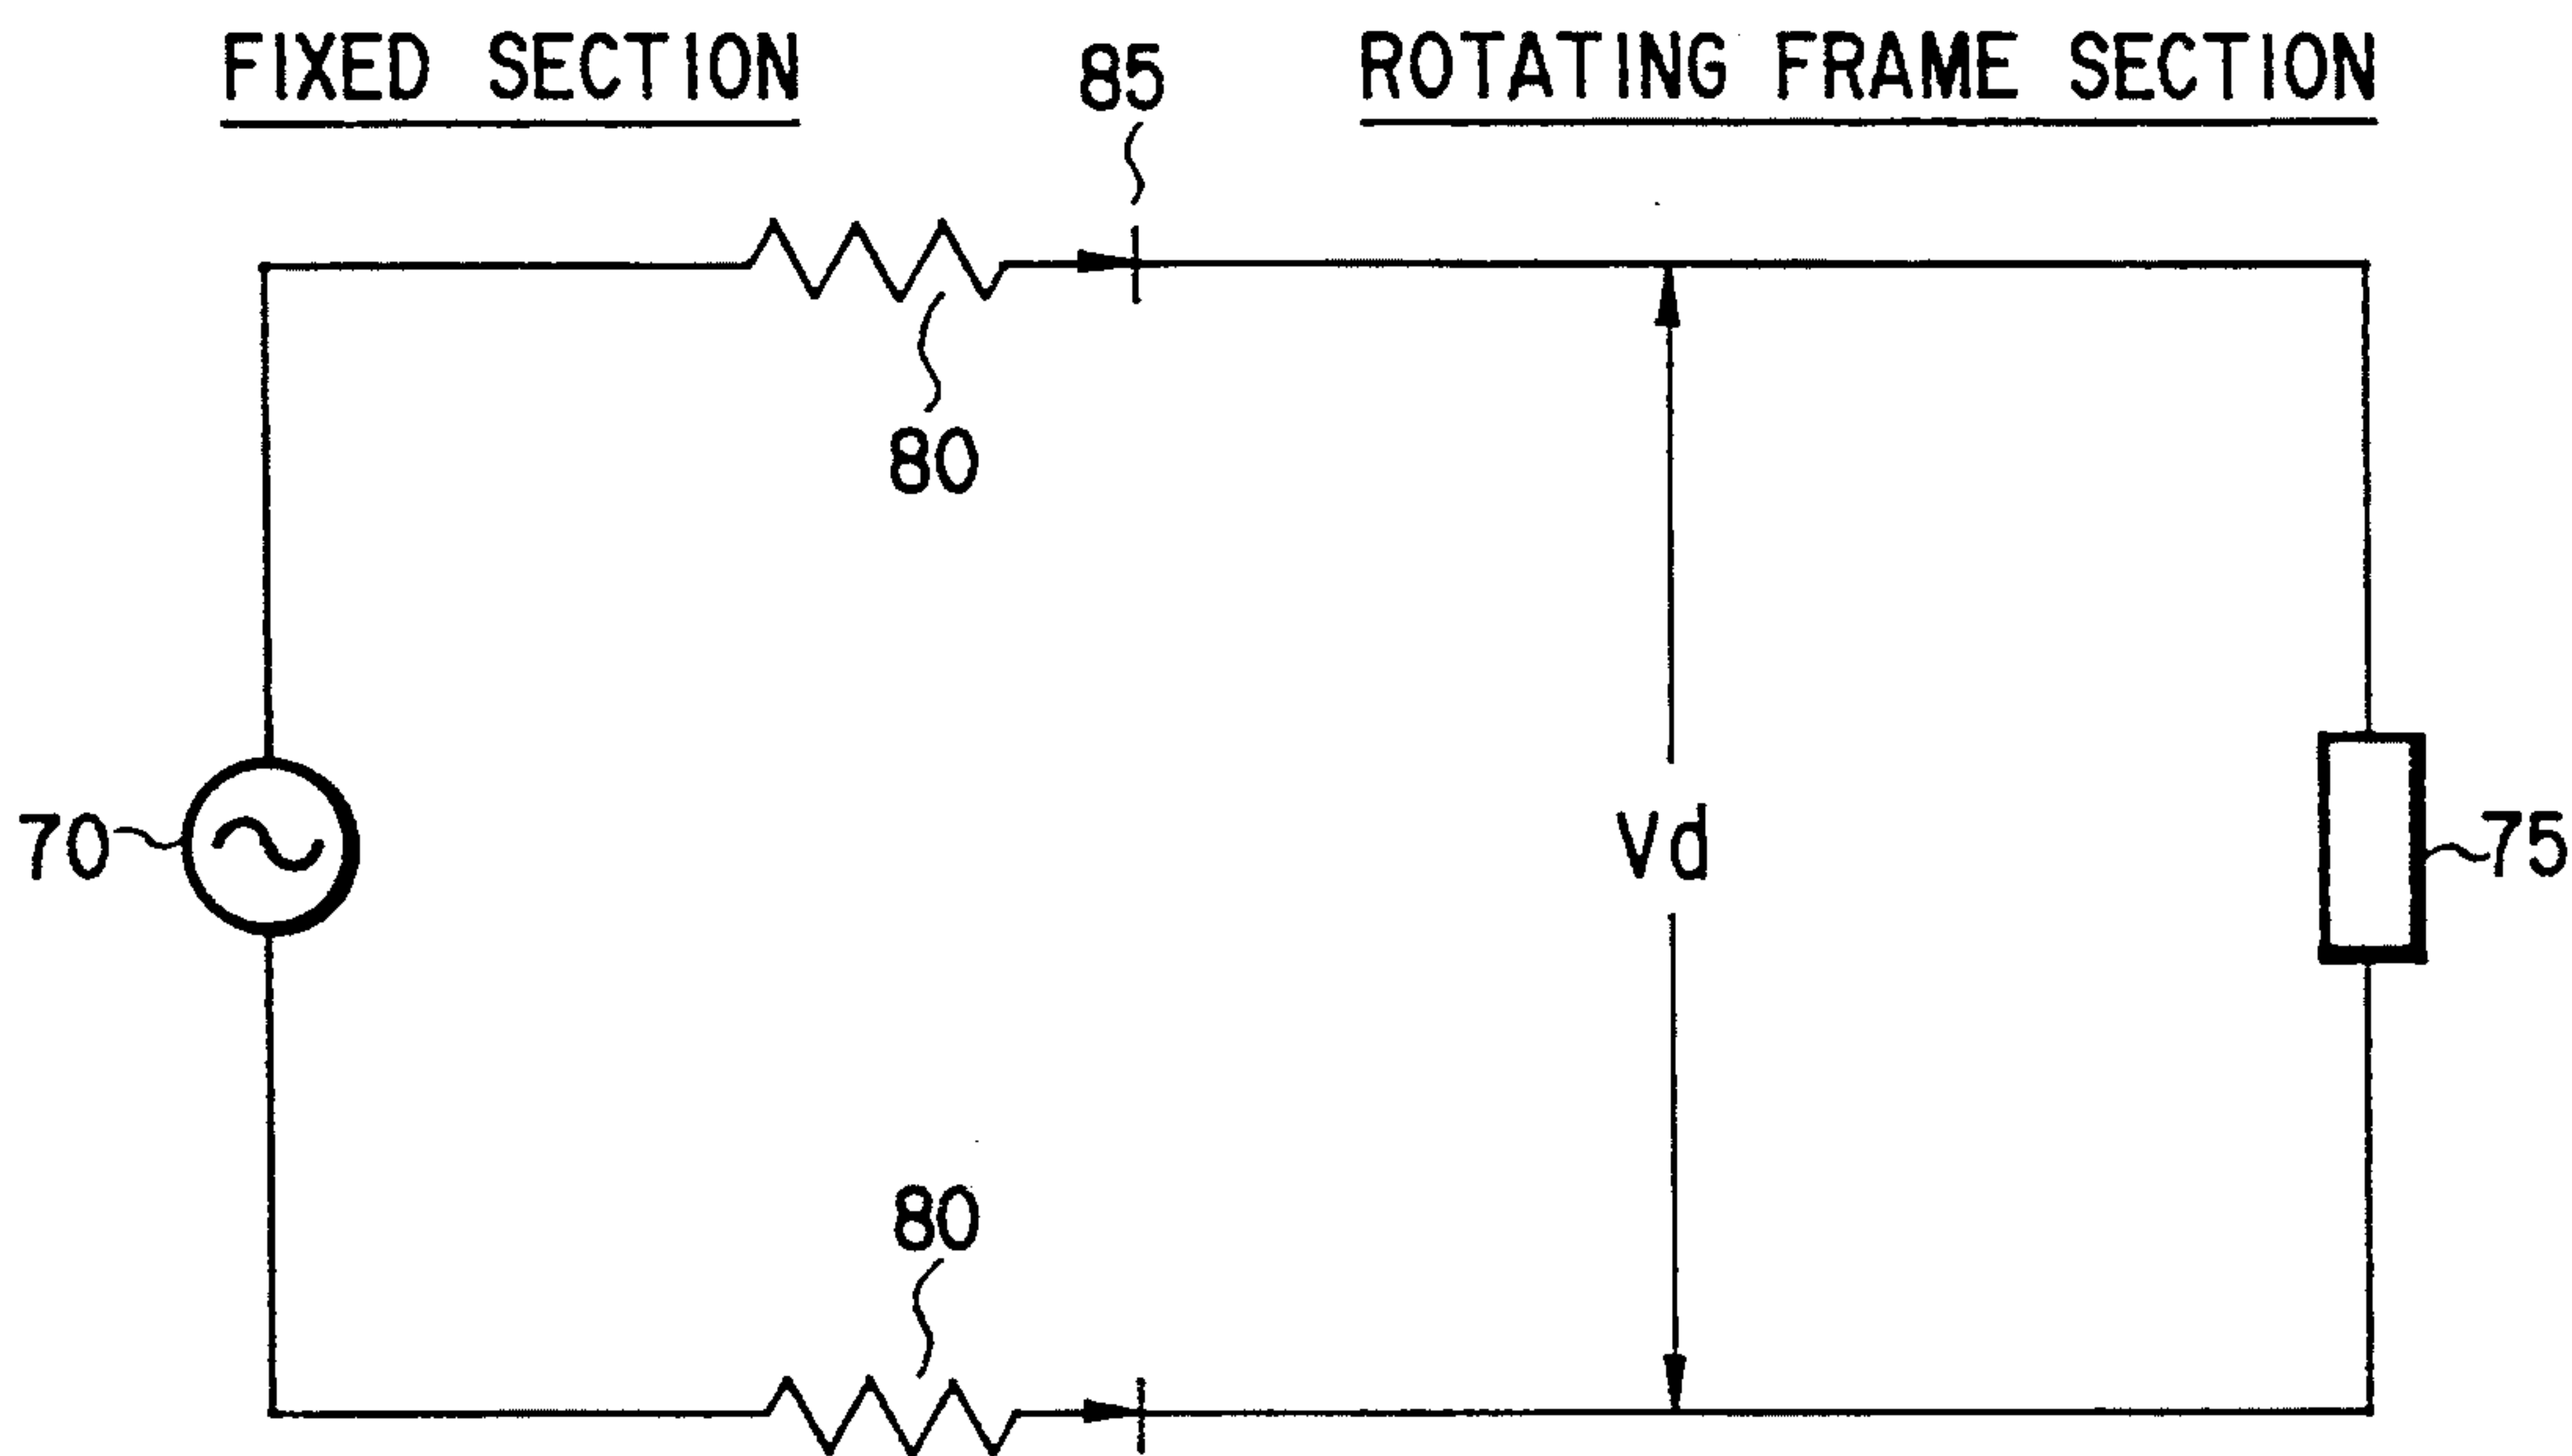 FIXED SECTION
85
ROTATING FRAME SECTION
80
70
Vd
75
80